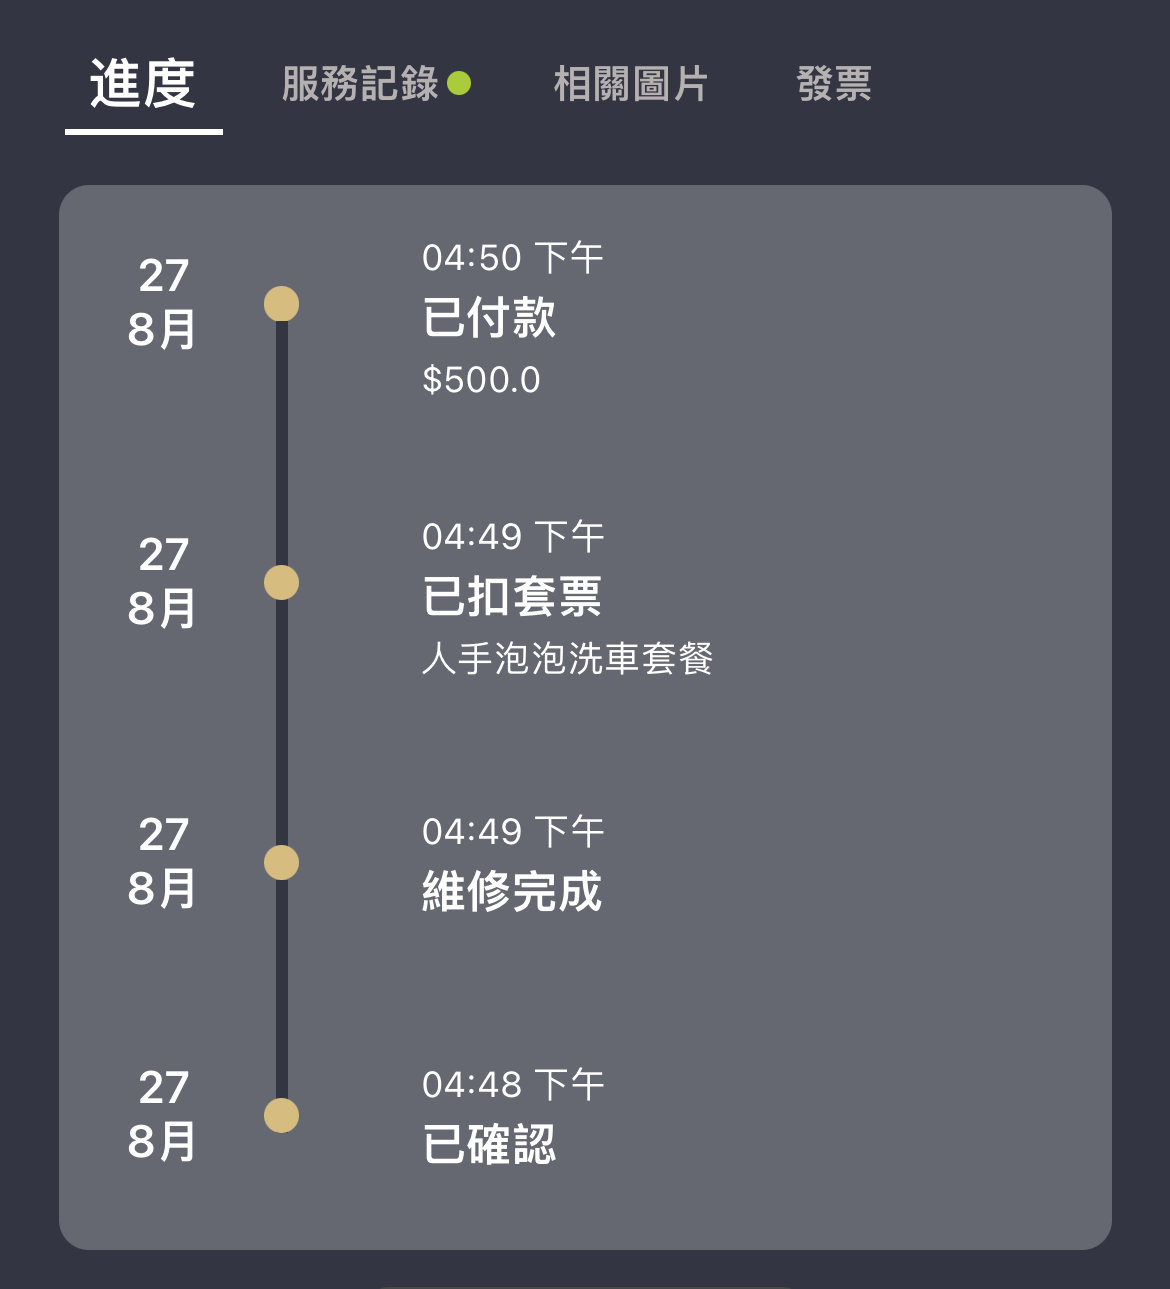 進度 服務記錄 相關圖片 發票
27
8月
04:50 下午
已付款
$500.0
27
8月
04:49 下午
已扣套票
人手泡泡洗車套餐
27
8月
04:49 下午
維修完成
27
8月
04:48 下午
已確認